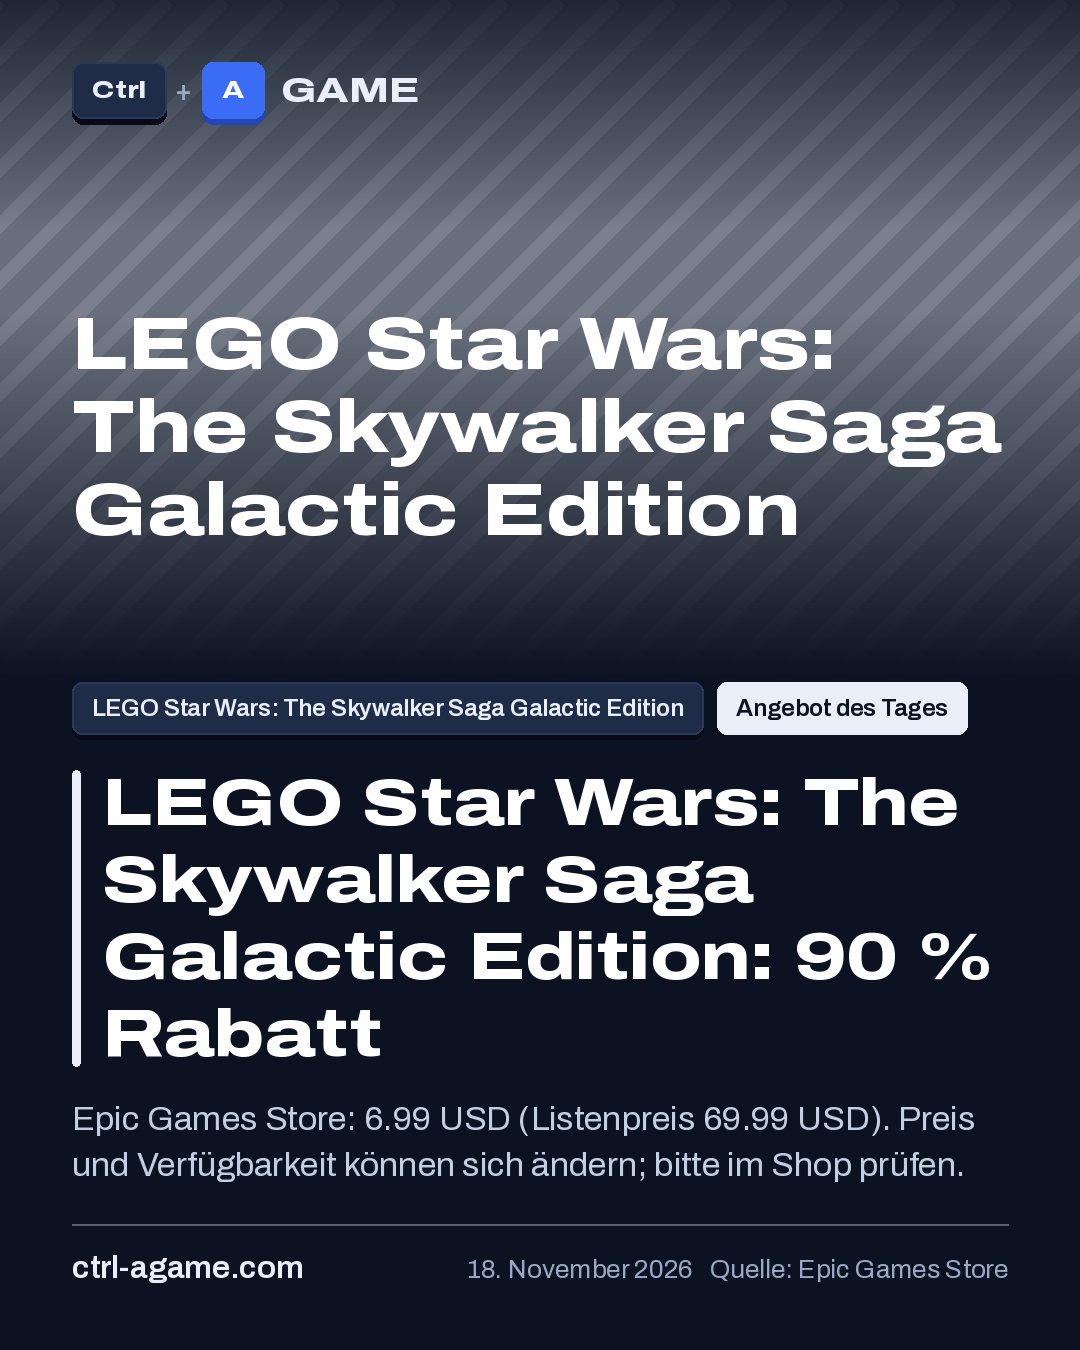 Ctrl + A GAME
LEGO Star Wars:
The Skywalker Saga
Galactic Edition
LEGO Star Wars: The Skywalker Saga Galactic Edition
Angebot des Tages
LEGO Star Wars: The
Skywalker Saga
Galactic Edition: 90 %
Rabatt
Epic Games Store: 6.99 USD (Listenpreis 69.99 USD). Preis
und Verfügbarkeit können sich ändern; bitte im Shop prüfen.
ctrl-agame.com
18. November 2026 Quelle: Epic Games Store